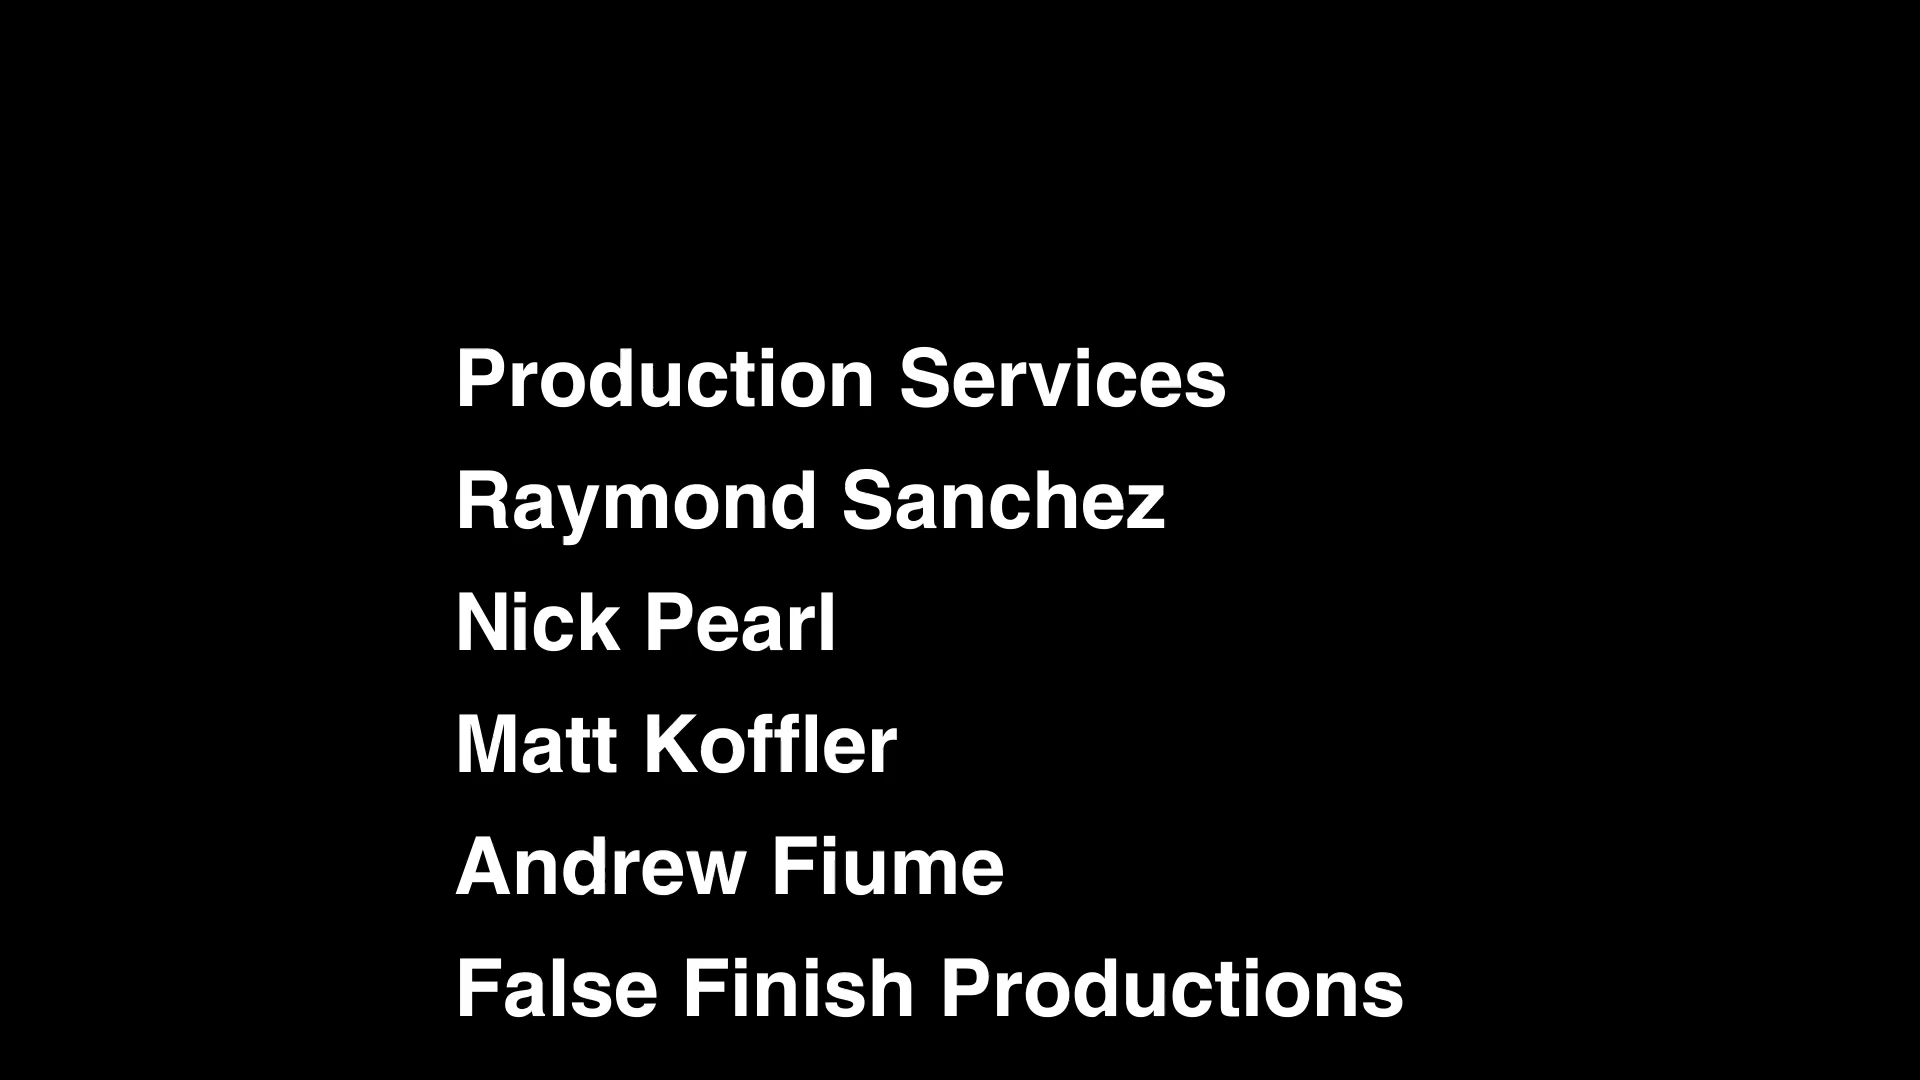 Production Services
Raymond Sanchez
Nick Pearl
Matt Koffler
Andrew Fiume
False Finish Productions